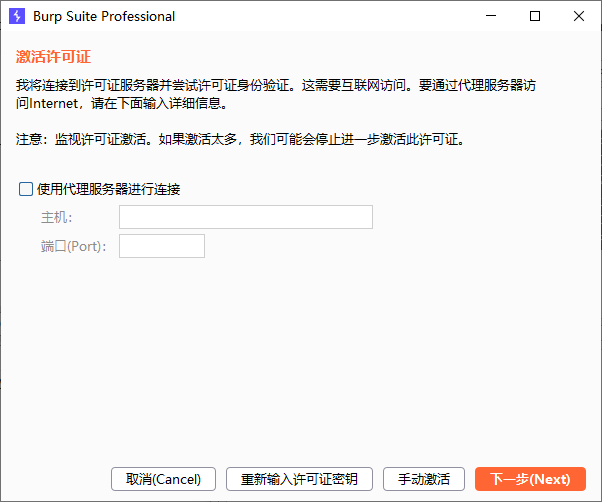 Burp Suite Professional
激活许可证
我将连接到许可证服务器并尝试许可证身份验证。这需要互联网访问。要通过代理服务器访
问Internet，请在下面输入详细信息。
注意：监视许可证激活。如果激活太多，我们可能会停止进一步激活此许可证。
使用代理服务器进行连接
主机：
端口(Port)：
取消(Cancel) 重新输入许可证密钥 手动激活 下一步(Next)